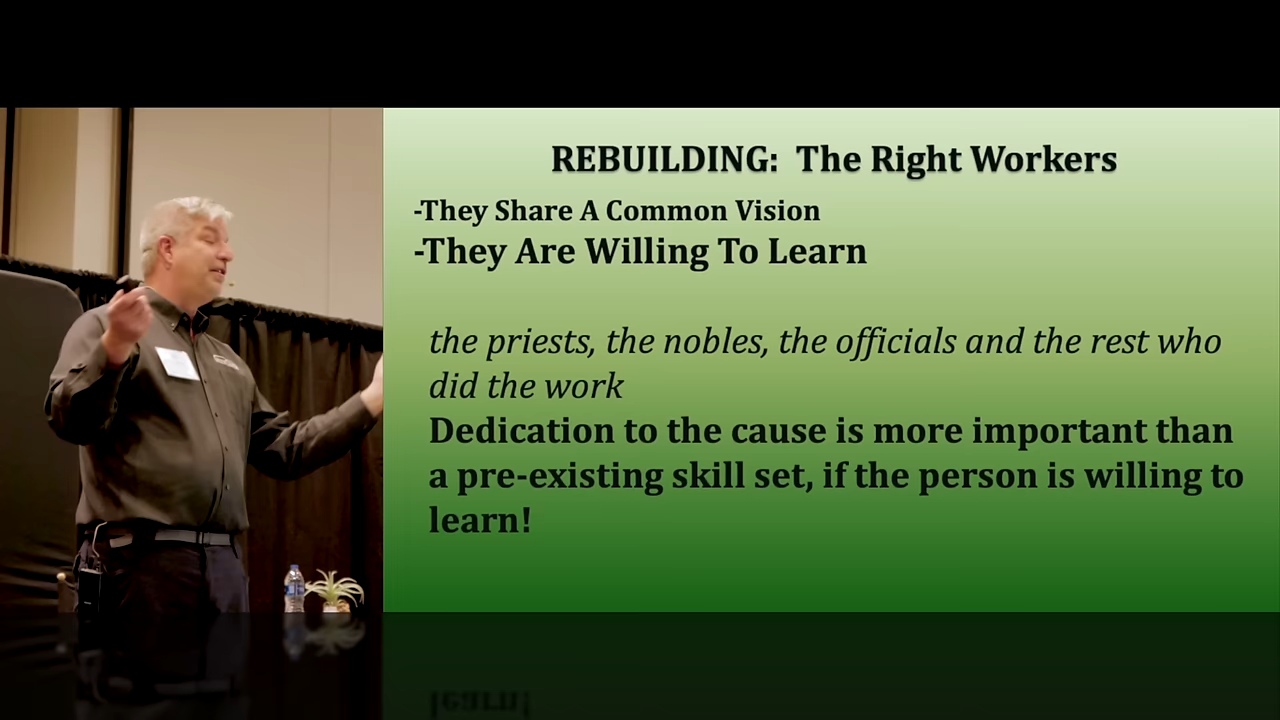 REBUILDING: The Right Workers
-They Share A Common Vision
-They Are Willing To Learn
the priests, the nobles, the officials and the rest who
did the work
Dedication to the cause is more important than
a pre-existing skill set, if the person is willing to
learn!